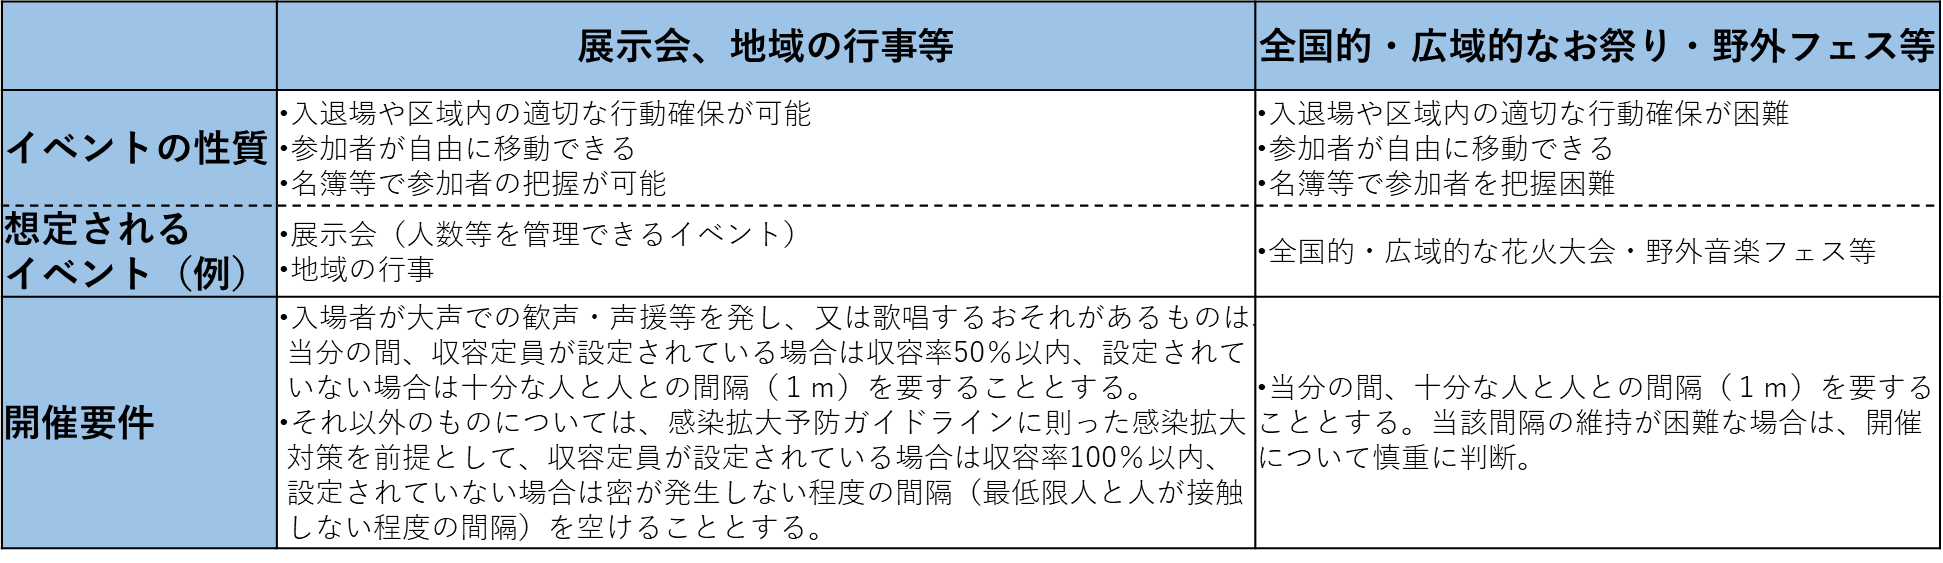 展示会、地域の行事等
全国的・広域的なお祭り・野外フェス等
イベントの性質
•入退場や区域内の適切な行動確保が可能
•参加者が自由に移動できる
•名簿等で参加者の把握が可能
•入退場や区域内の適切な行動確保が困難
•参加者が自由に移動できる
•名簿等で参加者を把握困難
想定される
イベント（例）
•展示会（人数等を管理できるイベント）
•地域の行事
•全国的・広域的な花火大会・野外音楽フェス等
開催要件
•入場者が大声での歓声・声援等を発し、又は歌唱するおそれがあるものは、
当分の間、収容定員が設定されている場合は収容率50％以内、設定されて
いない場合は十分な人と人との間隔（１ｍ）を要することとする。
•それ以外のものについては、感染拡大予防ガイドラインに則った感染拡大
対策を前提として、収容定員が設定されている場合は収容率100％以内、
設定されていない場合は密が発生しない程度の間隔（最低限人と人が接触
しない程度の間隔）を空けることとする。
•当分の間、十分な人と人との間隔（１ｍ）を要する
こととする。当該間隔の維持が困難な場合は、開催
について慎重に判断。